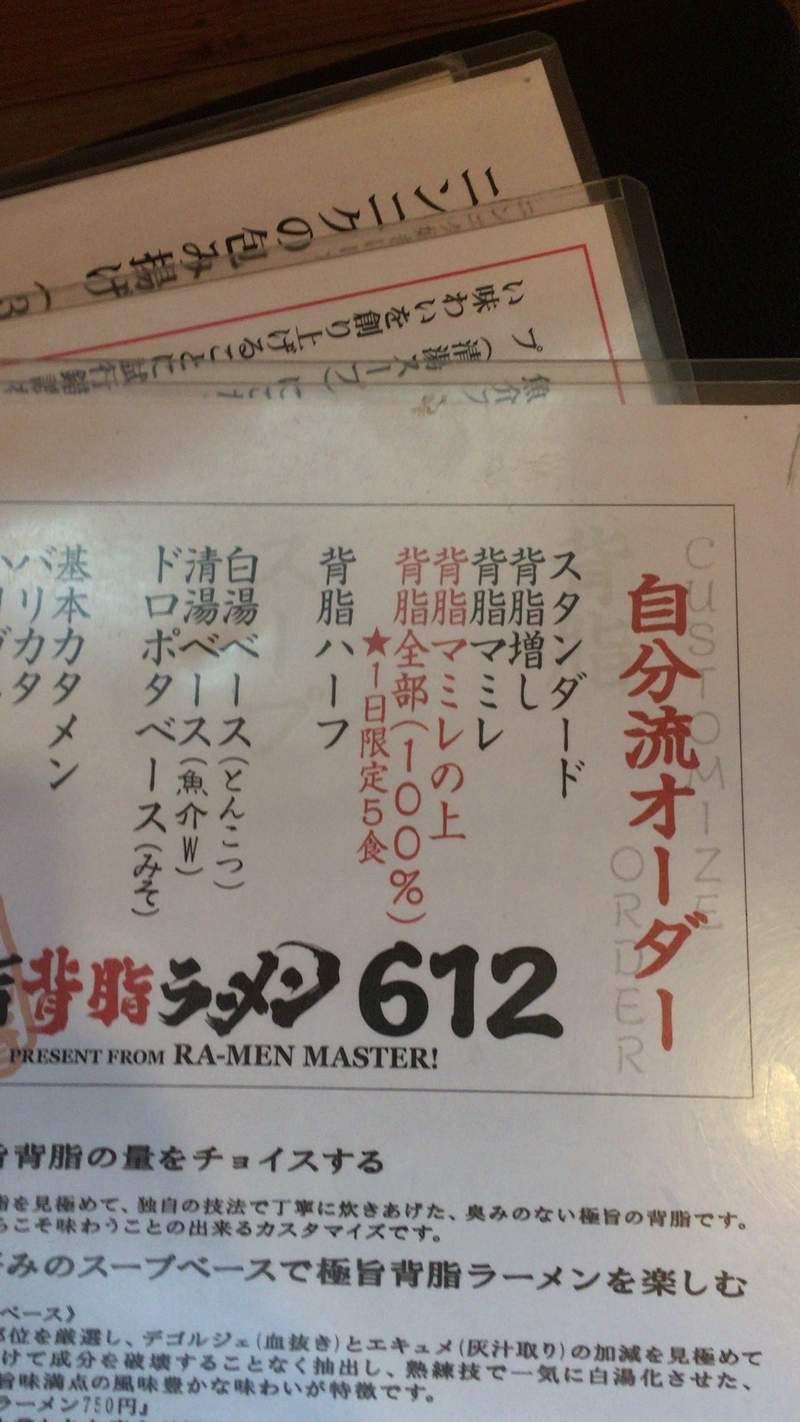 ニンニクの包み揚げ
い味わいを創り上げることに試行錯誤
プ(清湯スープ)にこ
魚介フ
CUSTOMIZE
ORDER
自分流オーダー
スタンダード
背脂増し
背脂マミレ
背脂マミレの上
背脂全部(100%)
★1日限定5食
背脂ハーフ
白湯ベース(とんこつ)
清湯ベース(魚介W)
ドロポタベース(みそ)
基本カタメン
バリカタ
背脂ラーメン612
PRESENT FROM RA-MEN MASTER!
背脂の量をチョイスする
脂を見極めて、独自の技法で丁寧に炊きあげた、臭みのない極旨の背脂です。
らこそ味わうことの出来るカスタマイズです。
みのスープベースで極旨背脂ラーメンを楽しむ
ベース》
部位を厳選し、デゴルジェ(血抜き)とエキュメ(灰汁取り)の加減を見極めて
けて成分を破壊することなく抽出し、熟練技で一気に白湯化させた、
旨味満点の風味豊かな味わいが特徴です。
ラーメン750円』